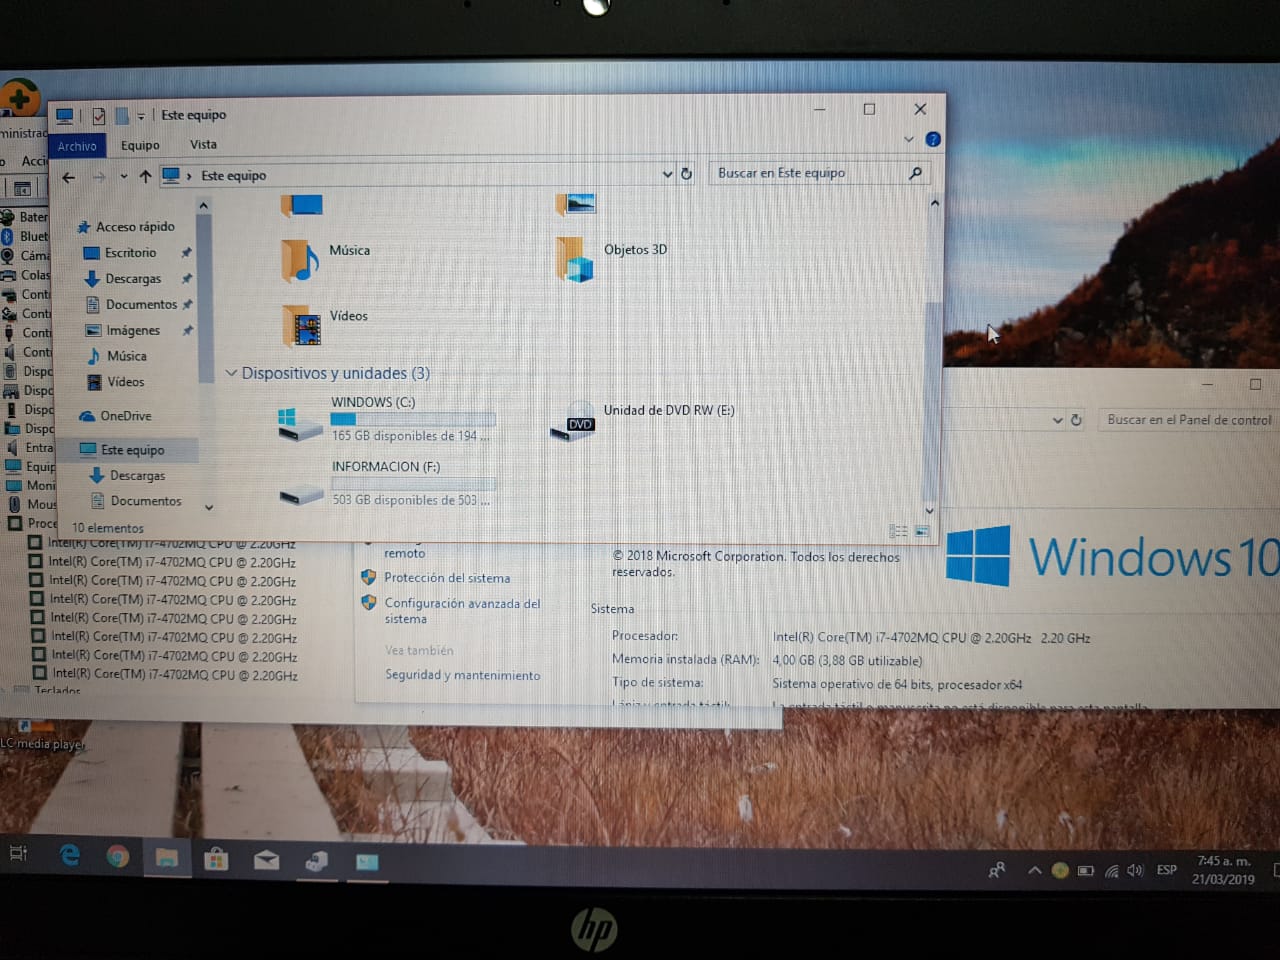 Este equipo
Archivo
Equipo
Vista
Este equipo
Buscar en Este equipo
Acceso rápido
Escritorio
Descargas
Documentos
Imágenes
Música
Vídeos
OneDrive
Este equipo
Descargas
Documentos
10 elementos
Música
Objetos 3D
Vídeos
Dispositivos y unidades (3)
WINDOWS (C:)
165 GB disponibles de 194 ...
Unidad de DVD RW (E:)
DVD
INFORMACION (F:)
503 GB disponibles de 503 ...
ministrad
Acci
Bater
Bluet
Cáma
Colas
Cont
Cont
Cont
Cont
Dispo
Dispo
Dispo
Dispo
Entra
Equip
Moni
Mous
Proce
Intel(R) Core(TM) i7-4702MQ CPU @ 2.20GHz
Intel(R) Core(TM) i7-4702MQ CPU @ 2.20GHz
Intel(R) Core(TM) i7-4702MQ CPU @ 2.20GHz
Intel(R) Core(TM) i7-4702MQ CPU @ 2.20GHz
Intel(R) Core(TM) i7-4702MQ CPU @ 2.20GHz
Intel(R) Core(TM) i7-4702MQ CPU @ 2.20GHz
Intel(R) Core(TM) i7-4702MQ CPU @ 2.20GHz
Intel(R) Core(TM) i7-4702MQ CPU @ 2.20GHz
Teclados
Buscar en el Panel de control
remoto
Protección del sistema
Configuración avanzada del
sistema
Vea también
Seguridad y mantenimiento
© 2018 Microsoft Corporation. Todos los derechos
reservados.
Windows 10
Sistema
Procesador: Intel(R) Core(TM) i7-4702MQ CPU @ 2.20GHz 2.20 GHz
Memoria instalada (RAM): 4,00 GB (3,88 GB utilizable)
Tipo de sistema: Sistema operativo de 64 bits, procesador x64
Lápiz y entrada táctil: La entrada táctil o manuscrita no está disponible para esta pantalla
LC media player
ESP
7:45 a. m.
21/03/2019
hp